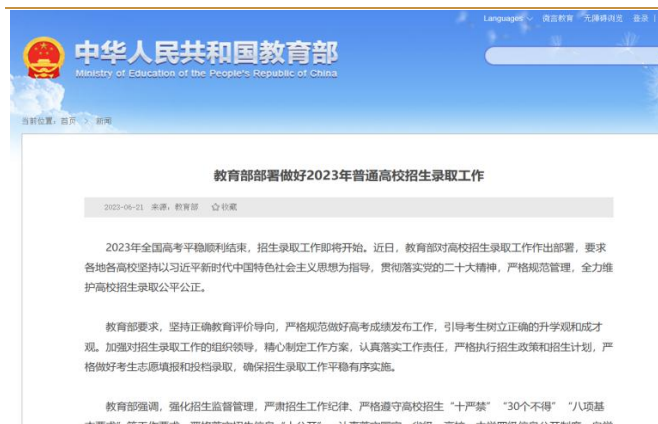 Languages 微言教育 无障碍浏览 登录 |
中华人民共和国教育部
Ministry of Education of the People's Republic of China
当前位置：首页 > 新闻
教育部部署做好2023年普通高校招生录取工作
2023-06-21 来源：教育部 收藏
2023年全国高考平稳顺利结束，招生录取工作即将开始。近日，教育部对高校招生录取工作作出部署，要求
各地各高校坚持以习近平新时代中国特色社会主义思想为指导，贯彻落实党的二十大精神，严格规范管理，全力维
护高校招生录取公平公正。
教育部要求，坚持正确教育评价导向，严格规范做好高考成绩发布工作，引导考生树立正确的升学观和成才
观。加强对招生录取工作的组织领导，精心制定工作方案，认真落实工作责任，严格执行招生政策和招生计划，严
格做好考生志愿填报和投档录取，确保招生录取工作平稳有序实施。
教育部强调，强化招生监督管理，严肃招生工作纪律、严格遵守高校招生“十严禁”“30个不得”“八项基